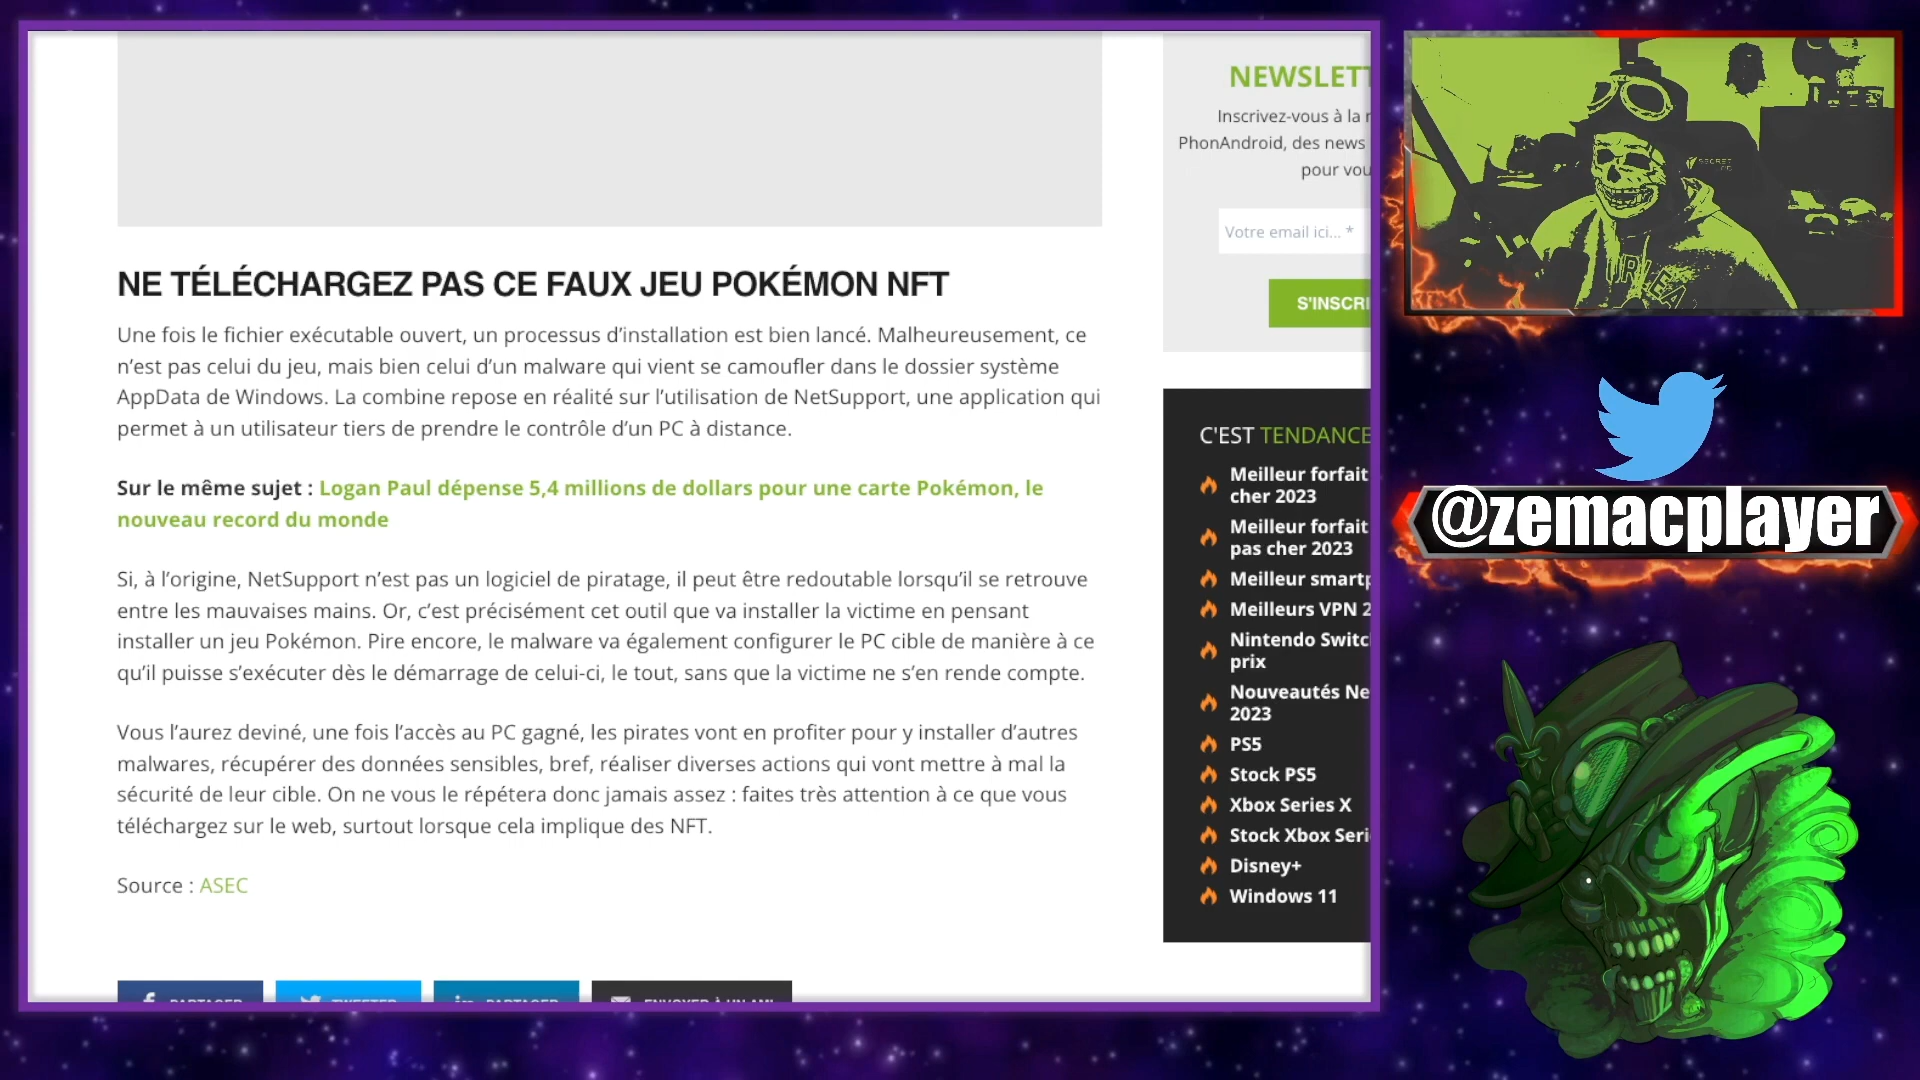 NE TÉLÉCHARGEZ PAS CE FAUX JEU POKÉMON NFT
Une fois le fichier exécutable ouvert, un processus d’installation est bien lancé. Malheureusement, ce
n’est pas celui du jeu, mais bien celui d’un malware qui vient se camoufler dans le dossier système
AppData de Windows. La combine repose en réalité sur l’utilisation de NetSupport, une application qui
permet à un utilisateur tiers de prendre le contrôle d’un PC à distance.
Sur le même sujet : Logan Paul dépense 5,4 millions de dollars pour une carte Pokémon, le
nouveau record du monde
Si, à l’origine, NetSupport n’est pas un logiciel de piratage, il peut être redoutable lorsqu’il se retrouve
entre les mauvaises mains. Or, c’est précisément cet outil que va installer la victime en pensant
installer un jeu Pokémon. Pire encore, le malware va également configurer le PC cible de manière à ce
qu’il puisse s’exécuter dès le démarrage de celui-ci, le tout, sans que la victime ne s’en rende compte.
Vous l’aurez deviné, une fois l’accès au PC gagné, les pirates vont en profiter pour y installer d’autres
malwares, récupérer des données sensibles, bref, réaliser diverses actions qui vont mettre à mal la
sécurité de leur cible. On ne vous le répétera donc jamais assez : faites très attention à ce que vous
téléchargez sur le web, surtout lorsque cela implique des NFT.
Source : ASEC
PARTAGER
TWEETER
PARTAGER
ENVOYER À UN AMI
NEWSLETT
Inscrivez-vous à la
PhonAndroid, des news
pour vou
Votre email ici... *
S'INSCRI
C'EST TENDANCE
Meilleur forfait
cher 2023
Meilleur forfait
pas cher 2023
Meilleur smartp
Meilleurs VPN 2
Nintendo Switc
prix
Nouveautés Ne
2023
PS5
Stock PS5
Xbox Series X
Stock Xbox Seri
Disney+
Windows 11
SECRET
@zemacplayer